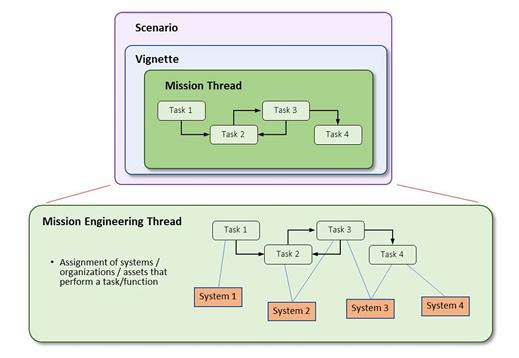 Scenario
Vignette
Mission Thread
Task 1
Task 3
Task 2
Task 4
Mission Engineering Thread
Task 1
Task 3
Task 2
Task 4
• Assignment of systems /
organizations / assets that
perform a task/function
System 1
System 2
System 3
System 4